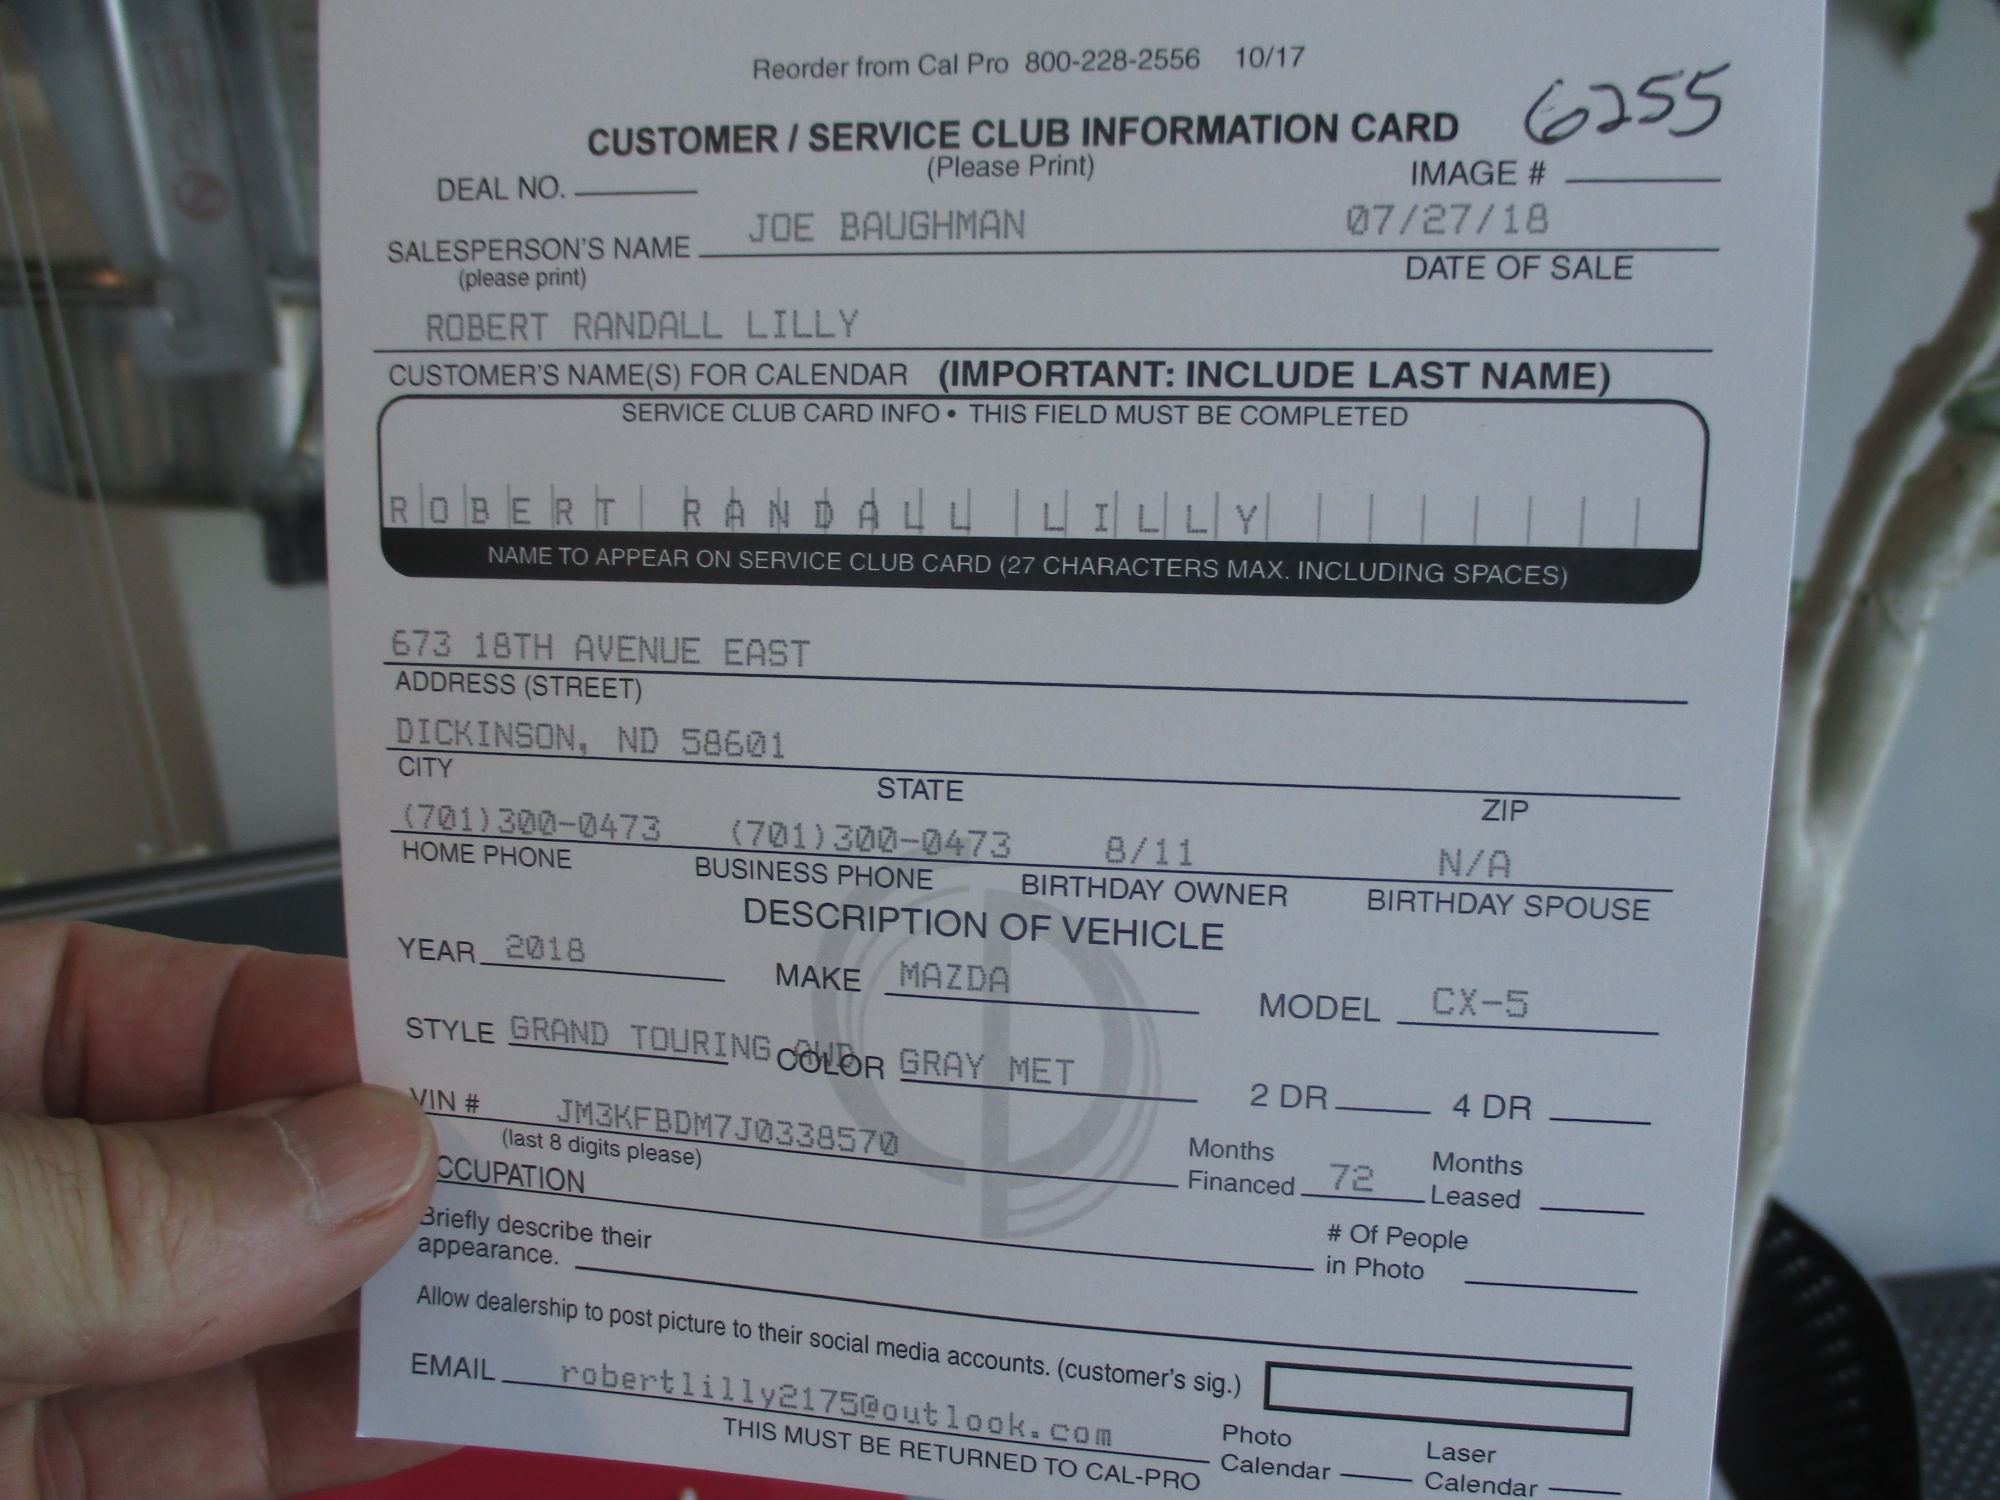 Reorder from Cal Pro 800-228-2556 10/17
6255
CUSTOMER / SERVICE CLUB INFORMATION CARD
(Please Print)
DEAL NO. IMAGE #
SALESPERSON'S NAME JOE BAUGHMAN 07/27/18
(please print) DATE OF SALE
ROBERT RANDALL LILLY
CUSTOMER'S NAME(S) FOR CALENDAR (IMPORTANT: INCLUDE LAST NAME)
SERVICE CLUB CARD INFO • THIS FIELD MUST BE COMPLETED
ROBERT RANDALL LILLY
NAME TO APPEAR ON SERVICE CLUB CARD (27 CHARACTERS MAX. INCLUDING SPACES)
673 18TH AVENUE EAST
ADDRESS (STREET)
DICKINSON, ND 58601
CITY STATE ZIP
(701)300-0473 (701)300-0473 8/11 N/A
HOME PHONE BUSINESS PHONE BIRTHDAY OWNER BIRTHDAY SPOUSE
DESCRIPTION OF VEHICLE
YEAR 2018 MAKE MAZDA MODEL CX-5
STYLE GRAND TOURING AWD COLOR GRAY MET 2 DR 4 DR
VIN # JM3KFBDM7J0338570
(last 8 digits please) Months Financed 72 Months Leased
CCUPATION
# Of People in Photo
Briefly describe their
appearance.
Allow dealership to post picture to their social media accounts. (customer's sig.)
EMAIL robertlilly2175@outlook.com
THIS MUST BE RETURNED TO CAL-PRO Photo Calendar Laser Calendar